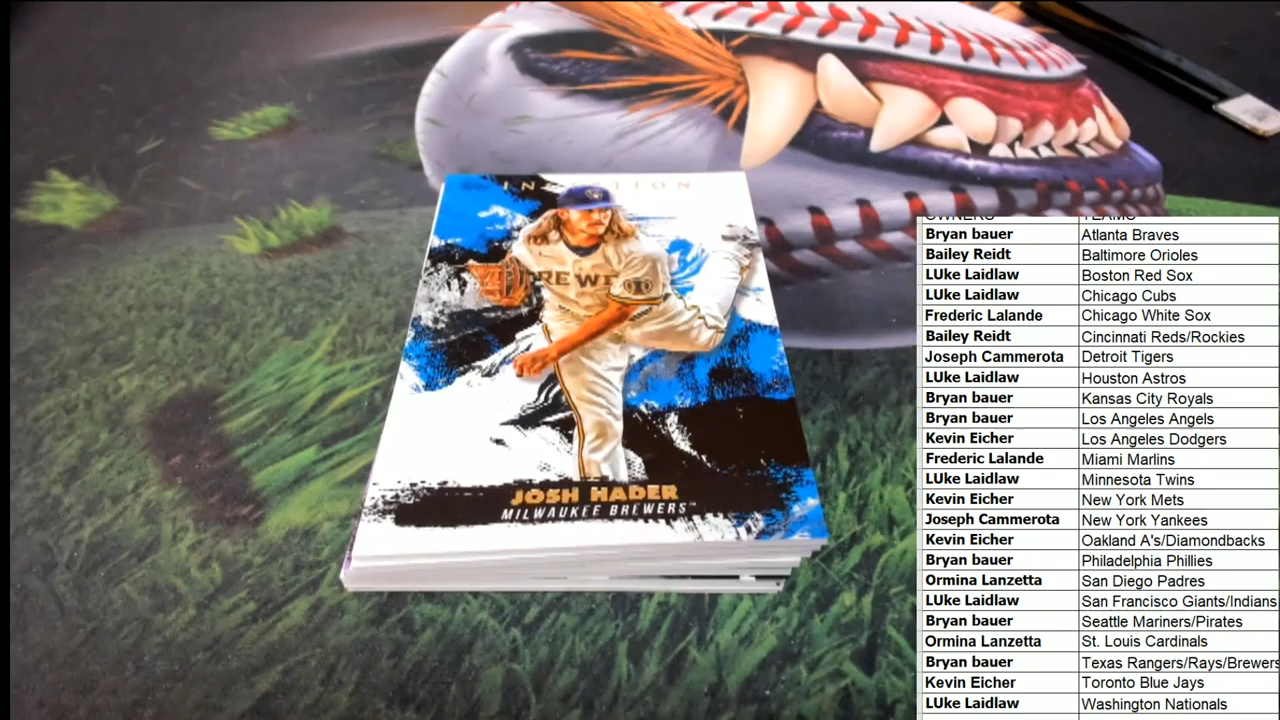 INCEPTION
BREWE
JOSH HADER
MILWAUKEE BREWERS™
OWNERS TEAMS
Bryan bauer Atlanta Braves
Bailey Reidt Baltimore Orioles
LUke Laidlaw Boston Red Sox
LUke Laidlaw Chicago Cubs
Frederic Lalande Chicago White Sox
Bailey Reidt Cincinnati Reds/Rockies
Joseph Cammerota Detroit Tigers
LUke Laidlaw Houston Astros
Bryan bauer Kansas City Royals
Bryan bauer Los Angeles Angels
Kevin Eicher Los Angeles Dodgers
Frederic Lalande Miami Marlins
LUke Laidlaw Minnesota Twins
Kevin Eicher New York Mets
Joseph Cammerota New York Yankees
Kevin Eicher Oakland A's/Diamondbacks
Bryan bauer Philadelphia Phillies
Ormina Lanzetta San Diego Padres
LUke Laidlaw San Francisco Giants/Indians
Bryan bauer Seattle Mariners/Pirates
Ormina Lanzetta St. Louis Cardinals
Bryan bauer Texas Rangers/Rays/Brewers
Kevin Eicher Toronto Blue Jays
LUke Laidlaw Washington Nationals